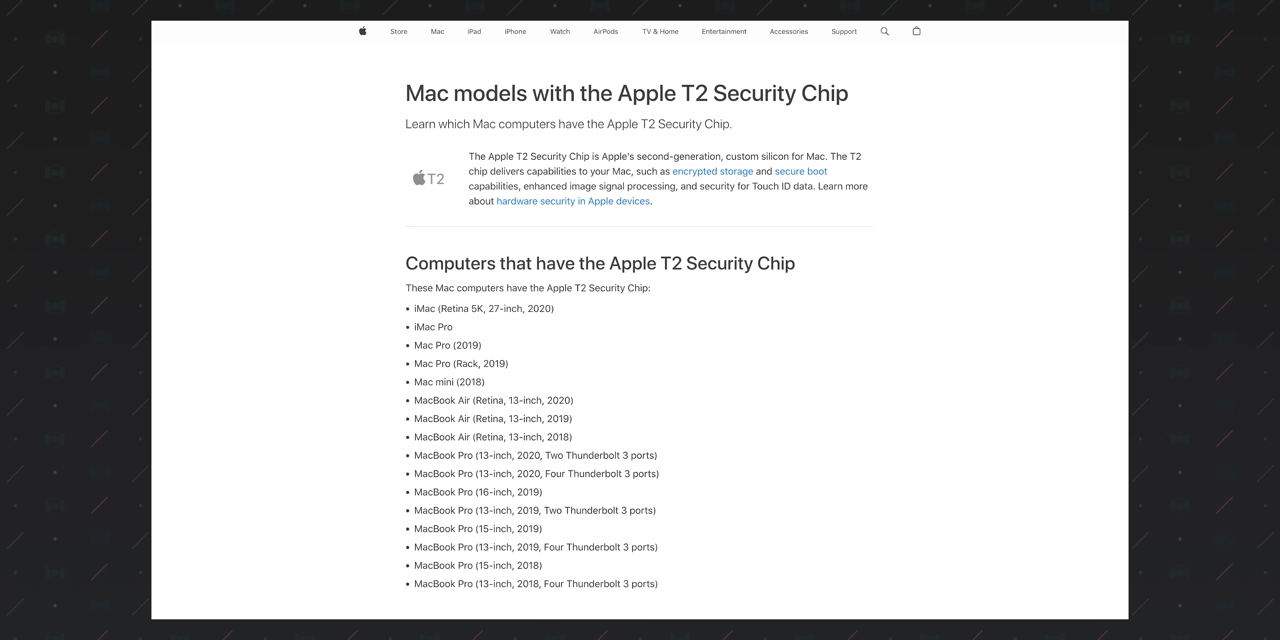 Store Mac iPad iPhone Watch AirPods TV & Home Entertainment Accessories Support
Mac models with the Apple T2 Security Chip
Learn which Mac computers have the Apple T2 Security Chip.
T2
The Apple T2 Security Chip is Apple's second-generation, custom silicon for Mac. The T2
chip delivers capabilities to your Mac, such as encrypted storage and secure boot
capabilities, enhanced image signal processing, and security for Touch ID data. Learn more
about hardware security in Apple devices.
Computers that have the Apple T2 Security Chip
These Mac computers have the Apple T2 Security Chip:
• iMac (Retina 5K, 27-inch, 2020)
• iMac Pro
• Mac Pro (2019)
• Mac Pro (Rack, 2019)
• Mac mini (2018)
• MacBook Air (Retina, 13-inch, 2020)
• MacBook Air (Retina, 13-inch, 2019)
• MacBook Air (Retina, 13-inch, 2018)
• MacBook Pro (13-inch, 2020, Two Thunderbolt 3 ports)
• MacBook Pro (13-inch, 2020, Four Thunderbolt 3 ports)
• MacBook Pro (16-inch, 2019)
• MacBook Pro (13-inch, 2019, Two Thunderbolt 3 ports)
• MacBook Pro (15-inch, 2019)
• MacBook Pro (13-inch, 2019, Four Thunderbolt 3 ports)
• MacBook Pro (15-inch, 2018)
• MacBook Pro (13-inch, 2018, Four Thunderbolt 3 ports)